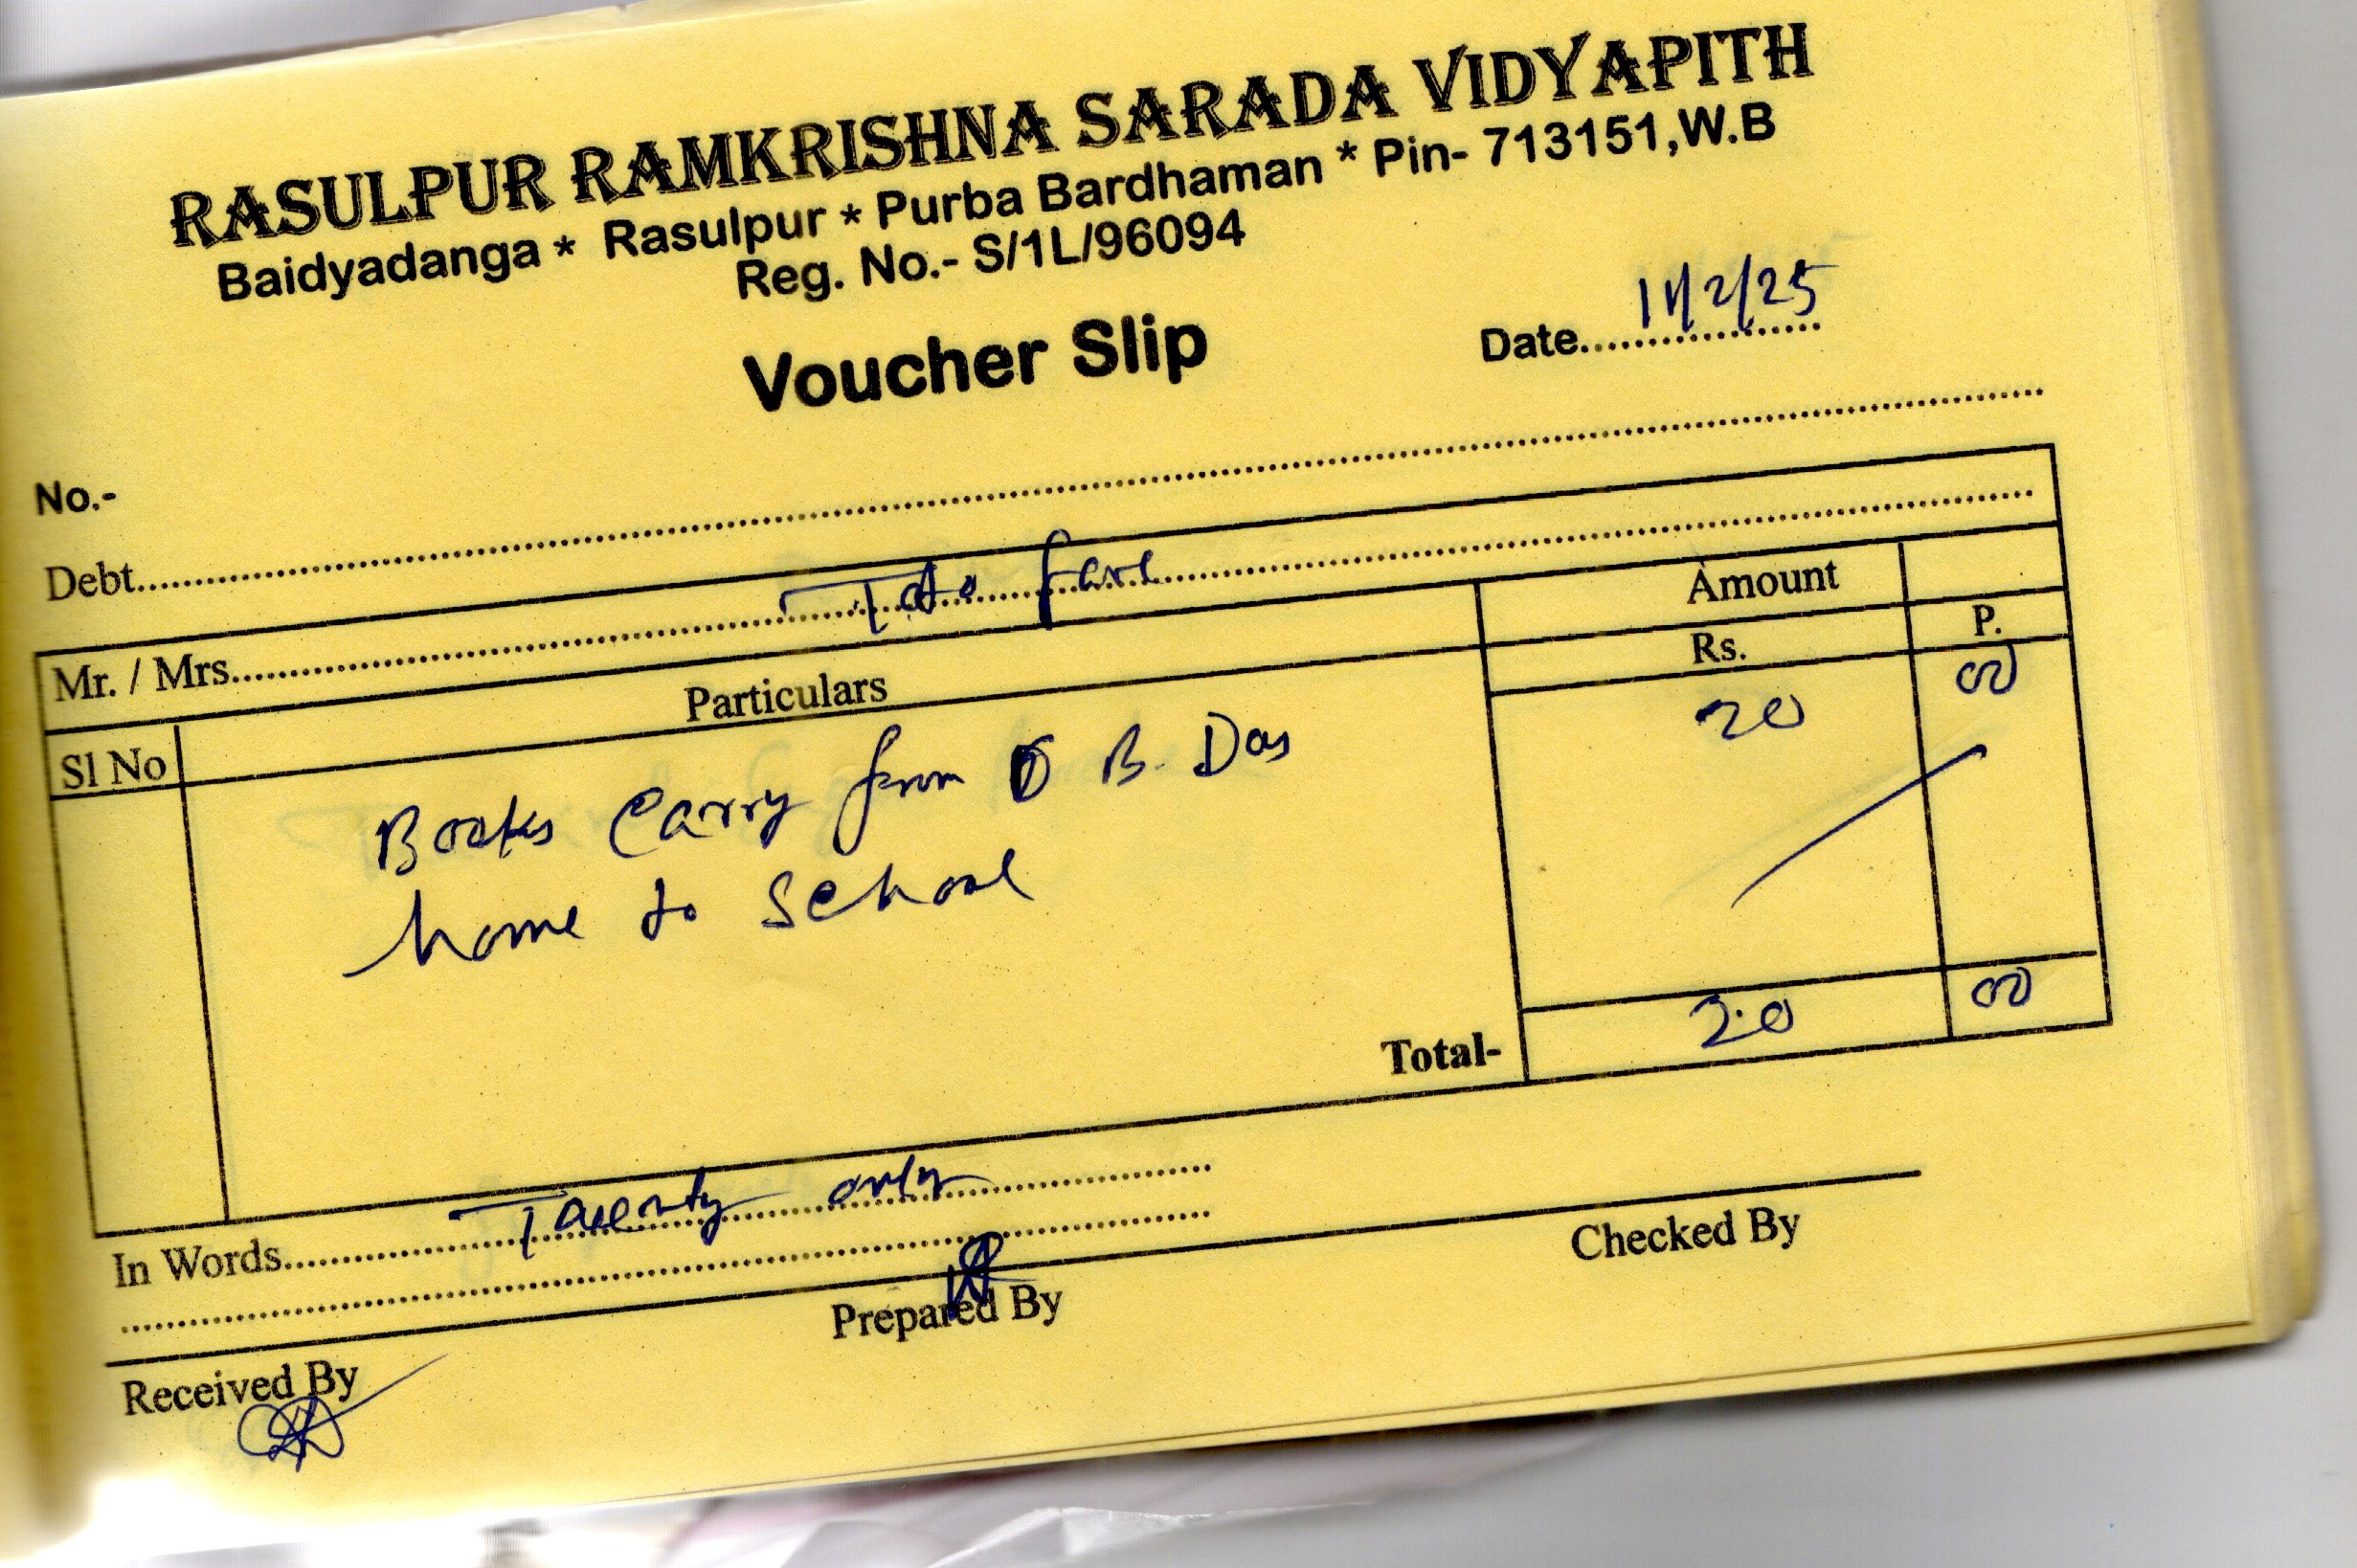 RASULPUR RAMKRISHNA SARADA VIDYAPITH
Baidyadanga * Rasulpur * Purba Bardhaman * Pin- 713151,W.B
Reg. No.- S/1L/96094
Voucher Slip
Date.................. 11/2/25
No.-
Debt..........
Mr. / Mrs.......... Toto fare
Sl No Particulars Amount
Rs. P.
Books Carry from B. Das 20 00
home to School
Total- 20 00
In Words.......... Twenty only
Received By Prepared By Checked By